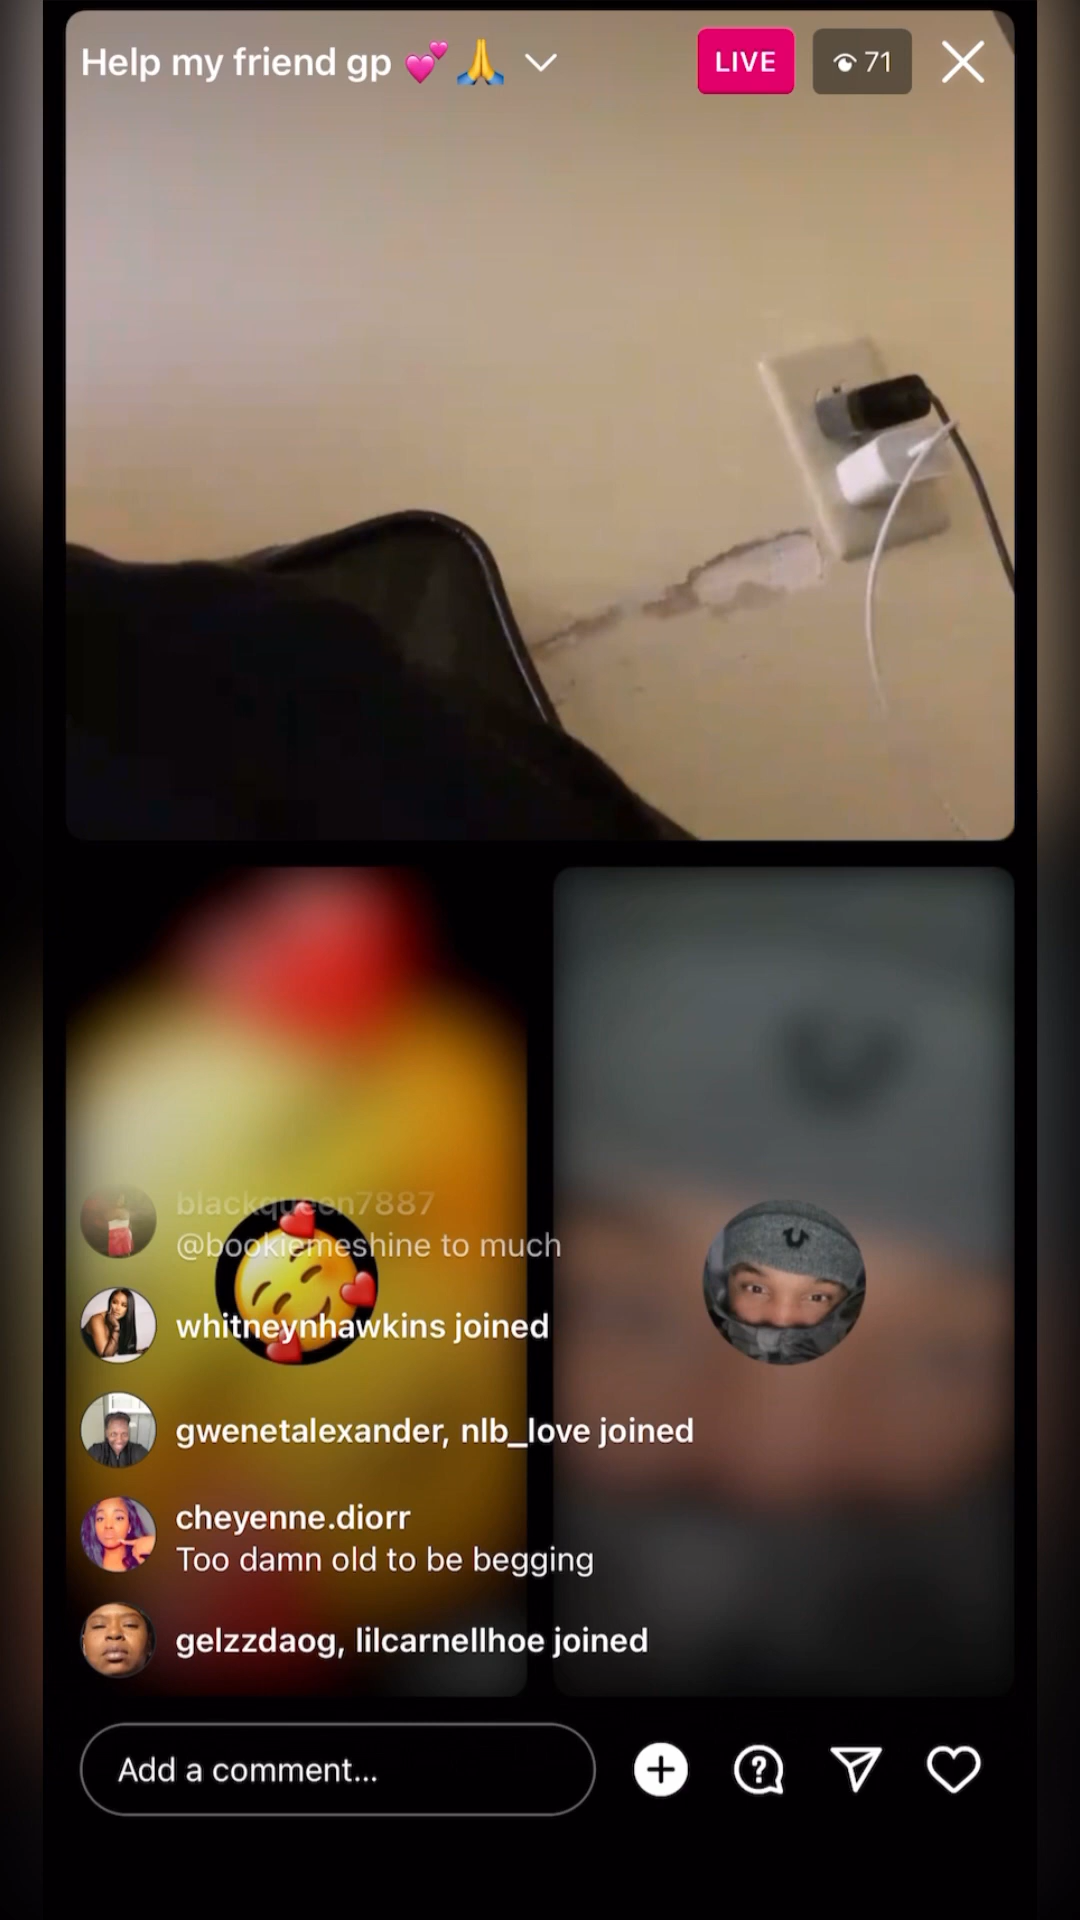 Help my friend gp 💕 🙏
LIVE
71
blackqueen7887
@bookiemeshine to much
whitneynhawkins joined
gwenetalexander, nlb_love joined
cheyenne.diorr
Too damn old to be begging
gelzzdaog, lilcarnellhoe joined
Add a comment...